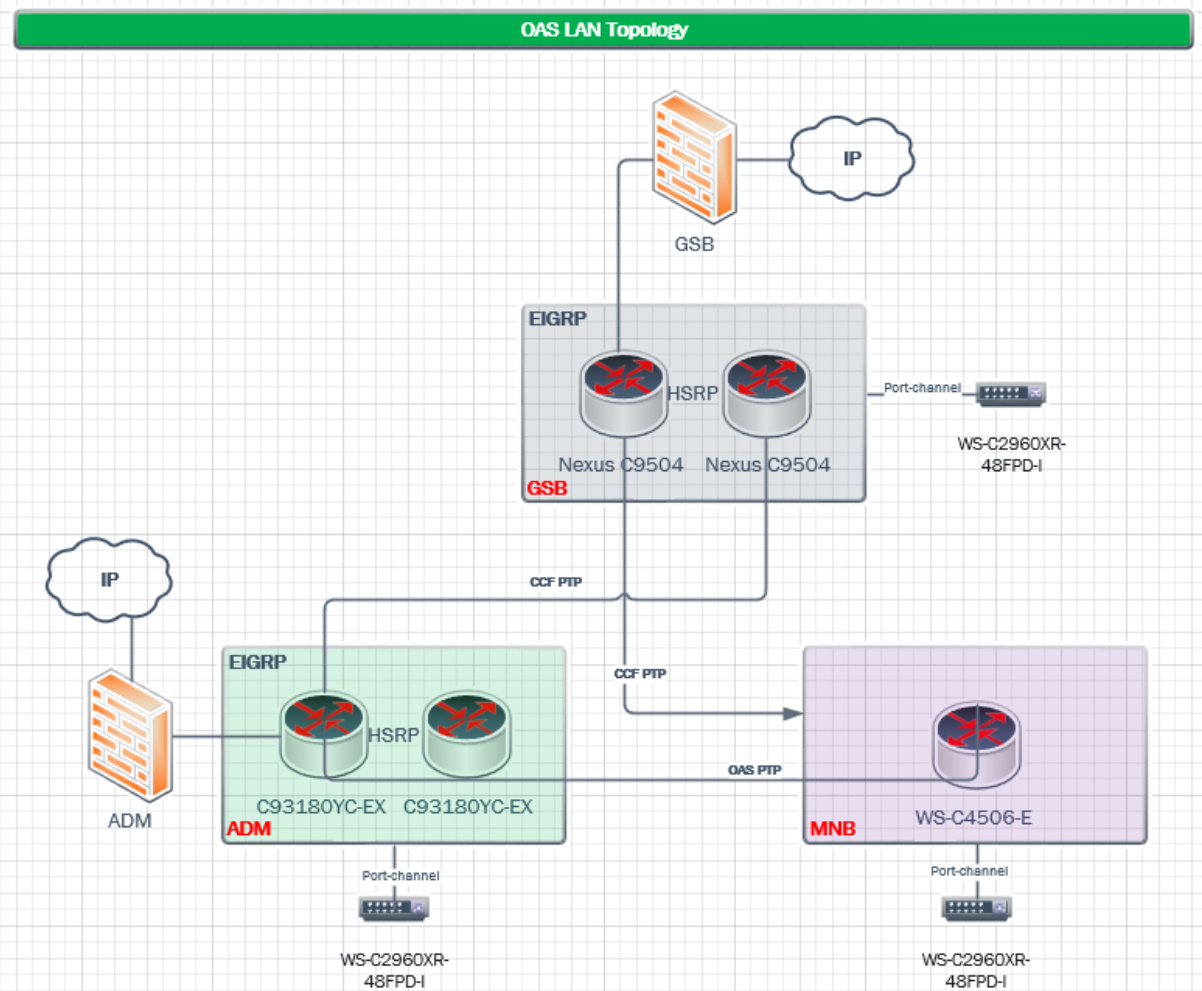 OAS LAN Topology
IP
GSB
EIGRP
HSRP
Port-channel
Nexus C9504
Nexus C9504
GSB
WS-C2960XR-
48FPD-I
IP
CCF PTP
EIGRP
CCF PTP
HSRP
OAS PTP
C93180YC-EX
C93180YC-EX
WS-C4506-E
ADM
ADM
MNB
Port-channel
Port-channel
WS-C2960XR-
48FPD-I
WS-C2960XR-
48FPD-I